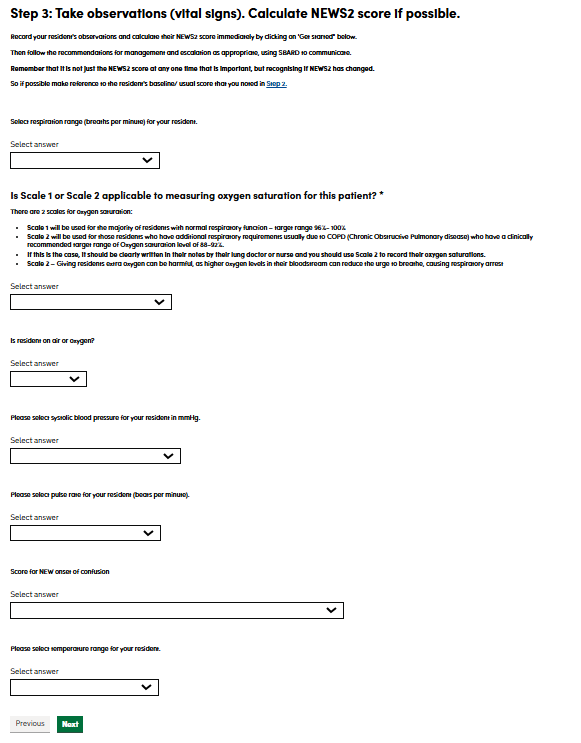 Step 3: Take observations (vital signs). Calculate NEWS2 score if possible.
Record your resident's observations and calculate their NEWS2 score immediately by clicking on 'Get started" below.
Then follow the recommendations for management and escalation as appropriate, using SBARD to communicate.
Remember that it is not just the NEWS2 score at any one time that is important, but recognising if NEWS2 has changed.
So if possible make reference to the resident's baseline/ usual score that you noted in Step 2.
Select respiration range (breaths per minute) for your resident.
Select answer
Is Scale 1 or Scale 2 applicable to measuring oxygen saturation for this patient? *
There are 2 scales for oxygen saturation:
• Scale 1 will be used for the majority of residents with normal respiratory function – target range 96%- 100%
• Scale 2 will be used for those residents who have additional respiratory requirements usually due to COPD (Chronic Obstructive Pulmonary disease) who have a clinically
recommended target range of Oxygen saturation level of 88-92%.
• If this is the case, it should be clearly written in their notes by their lung doctor or nurse and you should use Scale 2 to record their oxygen saturations.
• Scale 2 – Giving residents extra oxygen can be harmful, as higher oxygen levels in their bloodstream can reduce the urge to breathe, causing respiratory arrest
Select answer
Is resident on air or oxygen?
Select answer
Please select systolic blood pressure for your resident in mmHg.
Select answer
Please select pulse rate for your resident (beats per minute).
Select answer
Score for NEW onset of confusion
Select answer
Please select temperature range for your resident.
Select answer
Previous Next